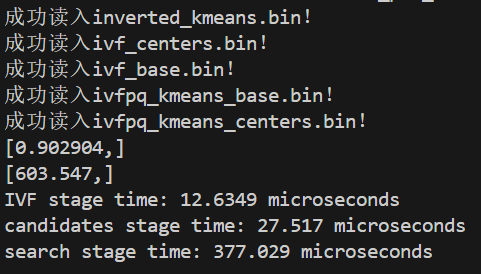 成功读入inverted_kmeans.bin!
成功读入ivf_centers.bin!
成功读入ivf_base.bin!
成功读入ivfpq_kmeans_base.bin!
成功读入ivfpq_kmeans_centers.bin!
[0.902904,]
[603.547,]
IVF stage time: 12.6349 microseconds
candidates stage time: 27.517 microseconds
search stage time: 377.029 microseconds